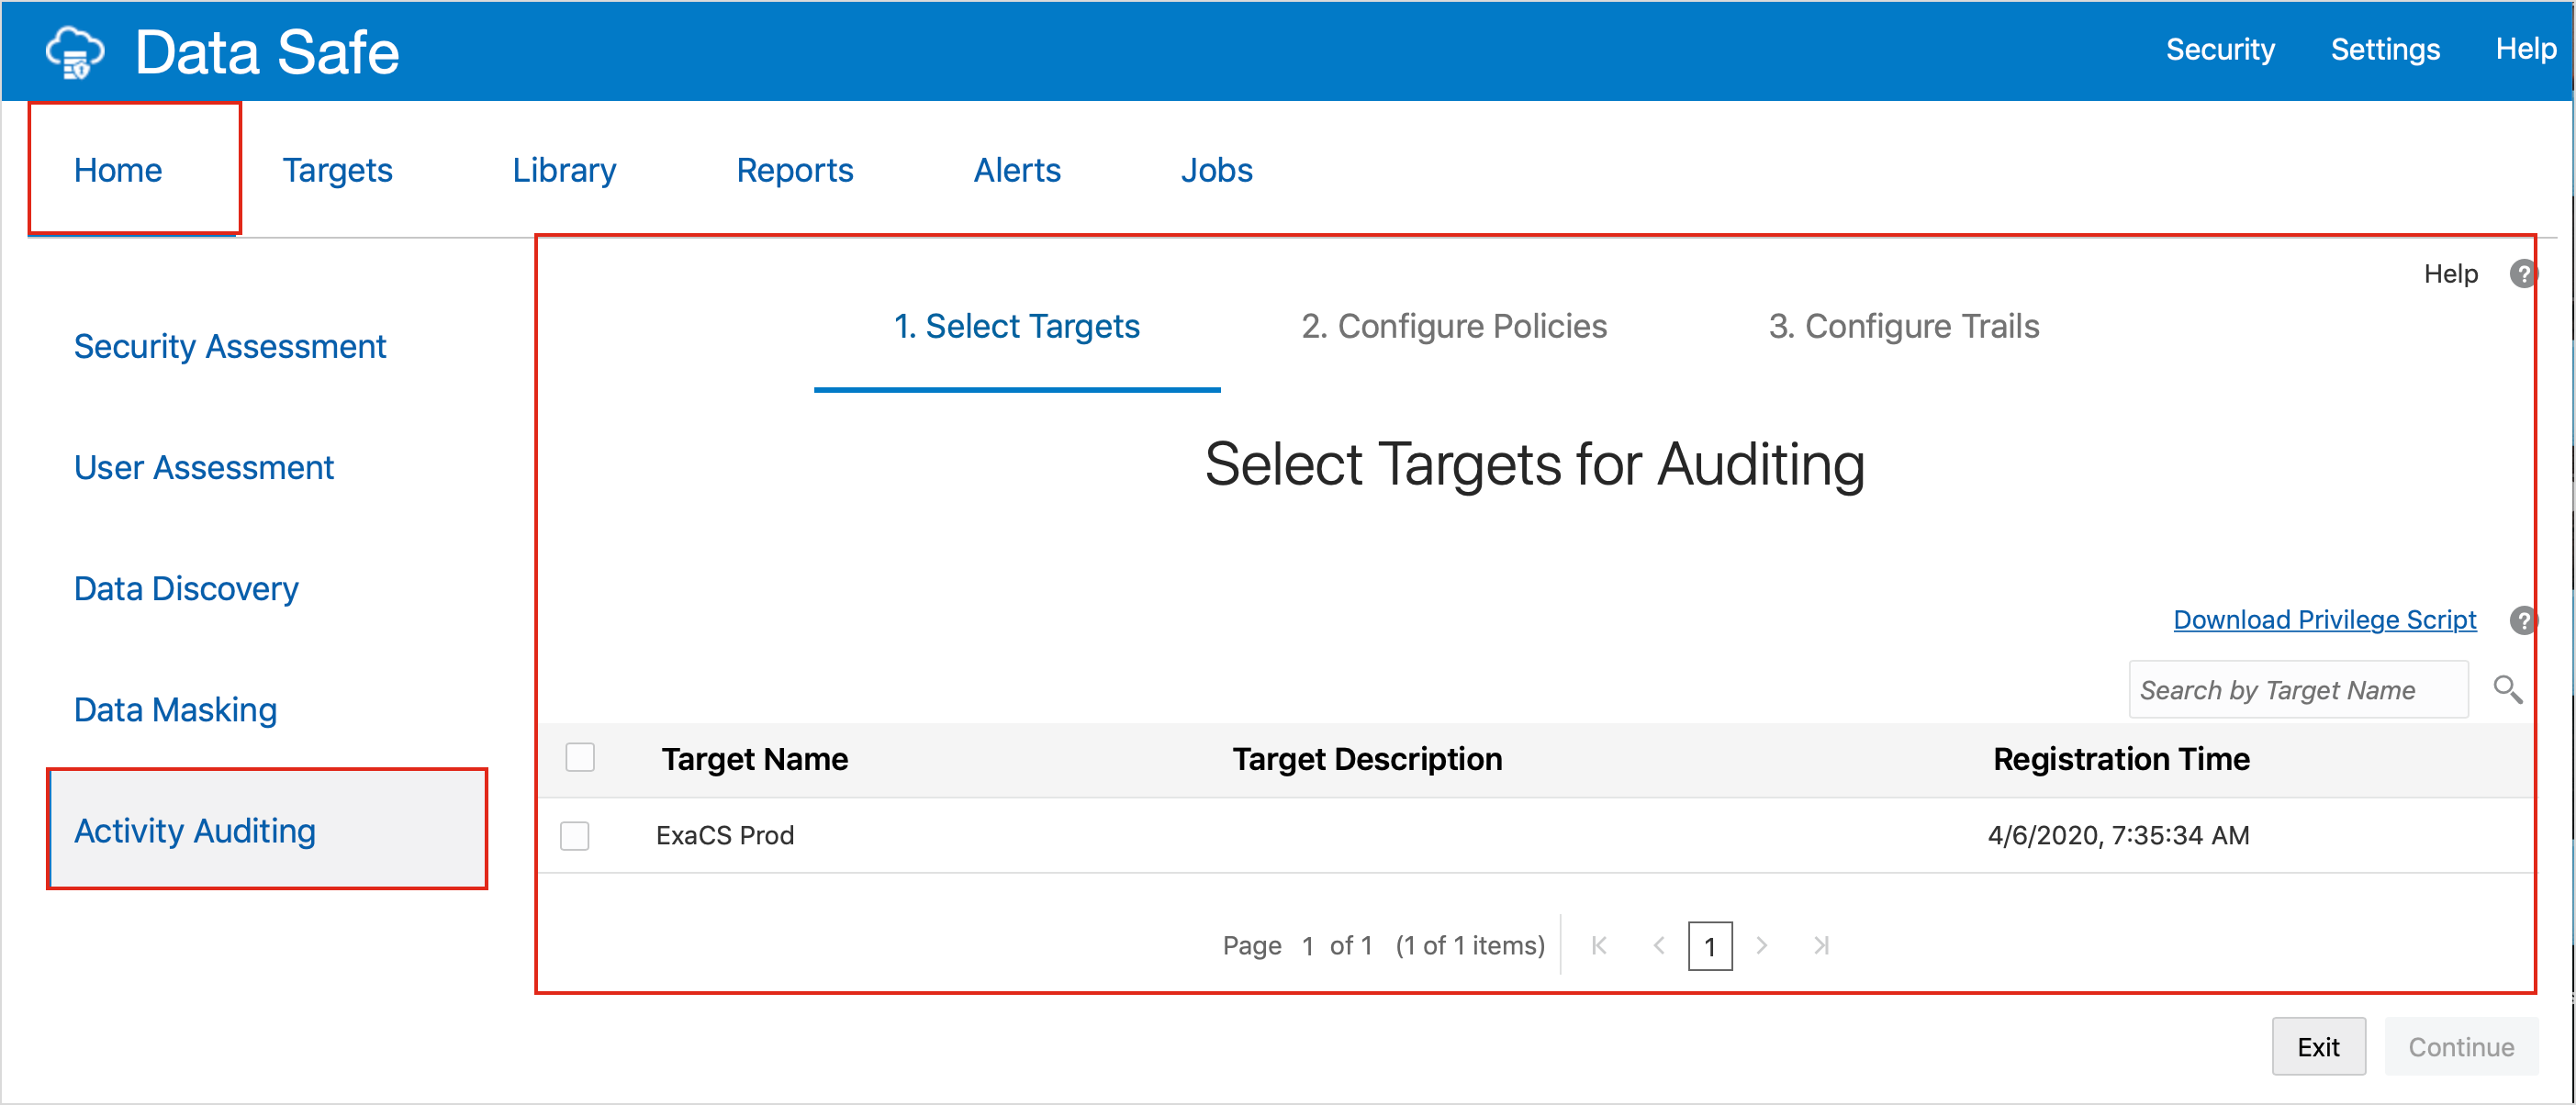 Data Safe
Security Settings Help
Home Targets Library Reports Alerts Jobs
Help ?
1. Select Targets 2. Configure Policies 3. Configure Trails
Security Assessment
User Assessment
Data Discovery
Data Masking
Activity Auditing
Select Targets for Auditing
Download Privilege Script ?
Search by Target Name
Target Name Target Description Registration Time
ExaCS Prod 4/6/2020, 7:35:34 AM
Page 1 of 1 (1 of 1 items) 1
Exit Continue